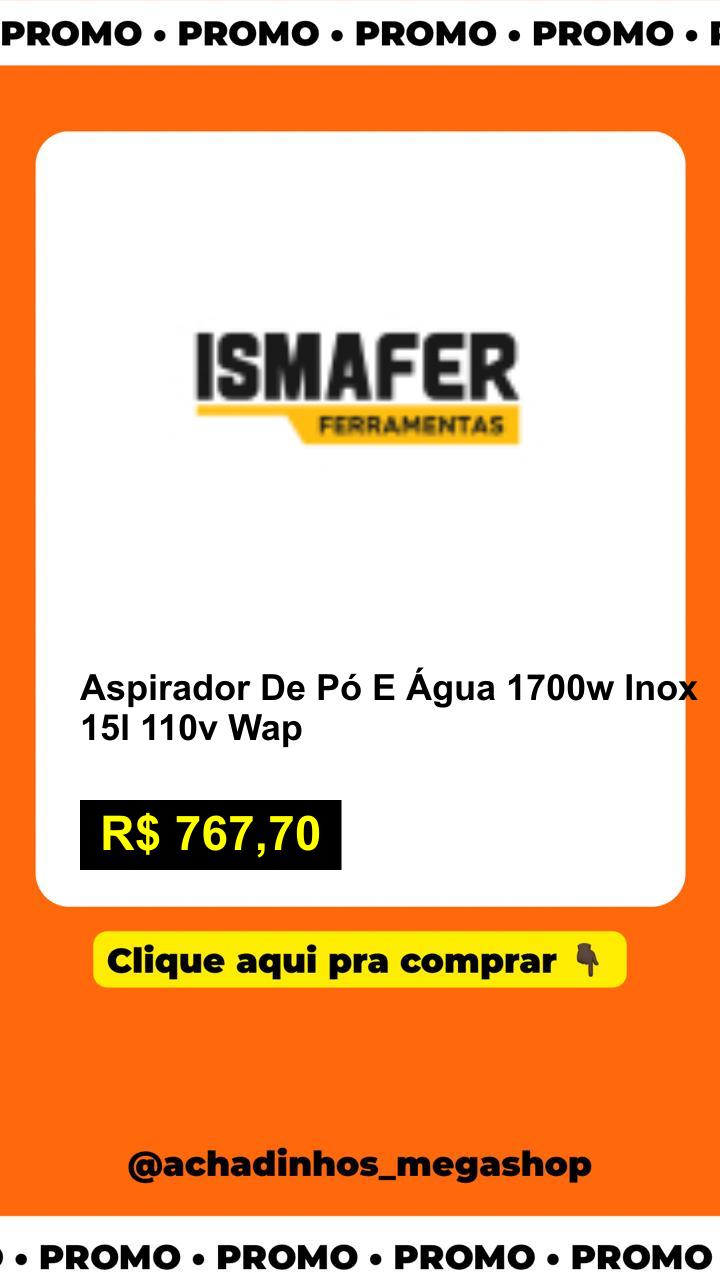 PROMO • PROMO • PROMO • PROMO •
ISMAFER
FERRAMENTAS
Aspirador De Pó E Água 1700w Inox
15l 110v Wap
R$ 767,70
Clique aqui pra comprar 👇🏿
@achadinhos_megashop
• PROMO • PROMO • PROMO • PROMO